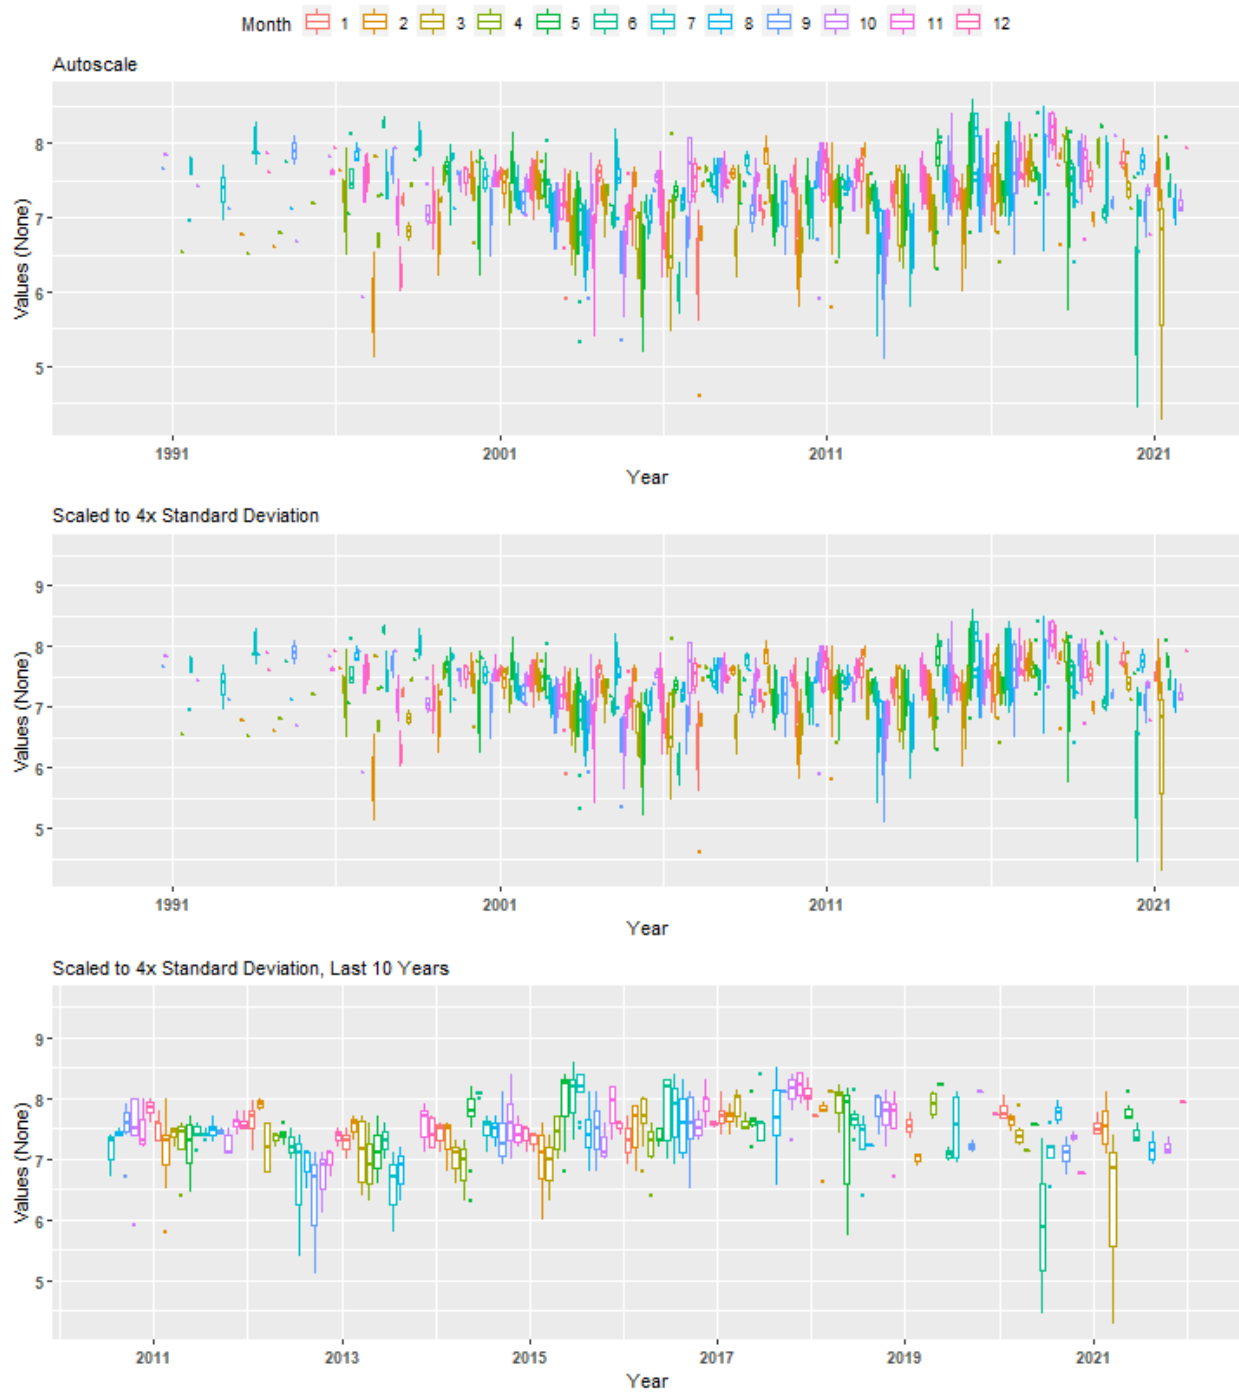 Month 1 2 3 4 5 6 7 8 9 10 11 12
Autoscale
Values (None)
8
7
6
5
1991 2001 2011 2021
Year
Scaled to 4x Standard Deviation
Values (None)
9
8
7
6
5
1991 2001 2011 2021
Year
Scaled to 4x Standard Deviation, Last 10 Years
Values (None)
9
8
7
6
5
2011 2013 2015 2017 2019 2021
Year